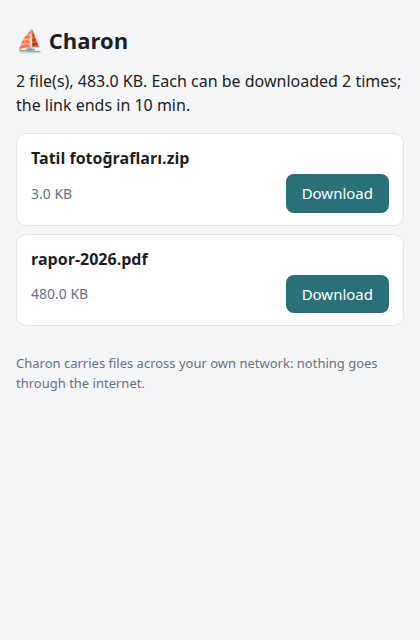 Charon
2 file(s), 483.0 KB. Each can be downloaded 2 times;
the link ends in 10 min.
Tatil fotoğrafları.zip
3.0 KB
Download
rapor-2026.pdf
480.0 KB
Download
Charon carries files across your own network: nothing goes
through the internet.